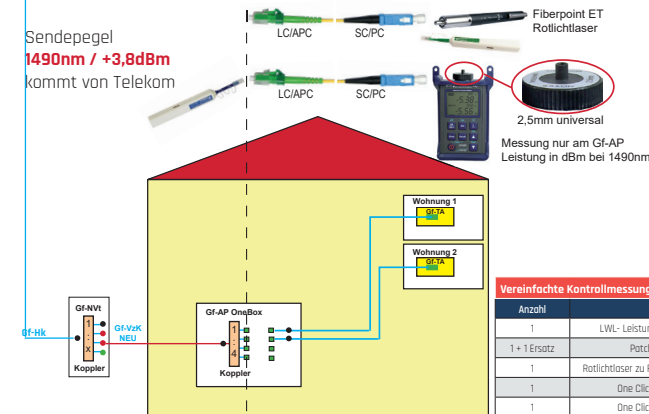 Sendepegel
1490nm / +3,8dBm
kommt von Telekom
LC/APC
SC/PC
Fiberpoint ET
Rotlichtlaser
LC/APC
SC/PC
2,5mm universal
Messung nur am Gf-AP
Leistung in dBm bei 1490nm
Wohnung 1
Gf-TA
Wohnung 2
Gf-TA
Gf-NVt
1
:
X
Koppler
Gf-Hk
Gf-VzK
NEU
Gf-AP OneBox
1
:
4
Koppler
Vereinfachte Kontrollmessung
Anzahl
1 LWL- Leistun
1 + 1 Ersatz Patc
1 Rotlichtlaser zu
1 One Clic
1 One Clic